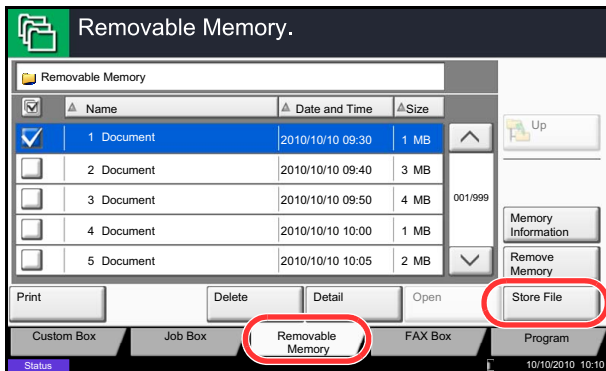 Removable Memory.
Removable Memory
Name Date and Time Size
1 Document 2010/10/10 09:30 1 MB
2 Document 2010/10/10 09:40 3 MB
3 Document 2010/10/10 09:50 4 MB
4 Document 2010/10/10 10:00 1 MB
5 Document 2010/10/10 10:05 2 MB
001/999
Up
Memory
Information
Remove
Memory
Print Delete Detail Open Store File
Custom Box Job Box Removable
Memory FAX Box Program
Status 10/10/2010 10:10